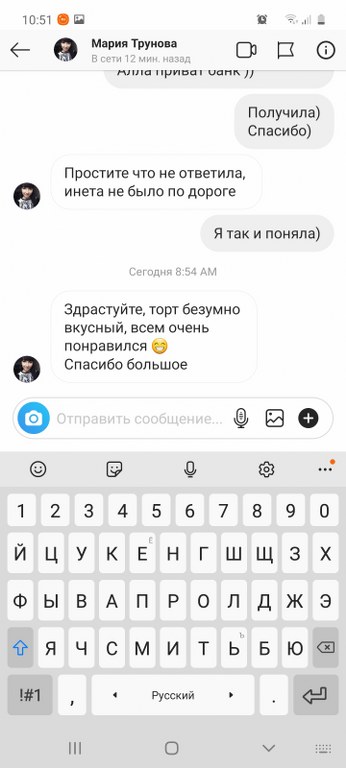 10:51
Мария Трунова
В сети 12 мин. назад
Алла приват банк ))
Получила)
Спасибо)
Простите что не ответила,
инета не было по дороге
Я так и поняла)
Сегодня 8:54 AM
Здрастуйте, торт безумно
вкусный, всем очень
понравился 😁
Спасибо большое
Отправить сообщение...
1 2 3 4 5 6 7 8 9 0
Й Ц У К Е Ё Н Г Ш Щ З Х
Ф Ы В А П Р О Л Д Ж Э
Я Ч С М И Т Ь Ъ Б Ю
!#1 , Русский .